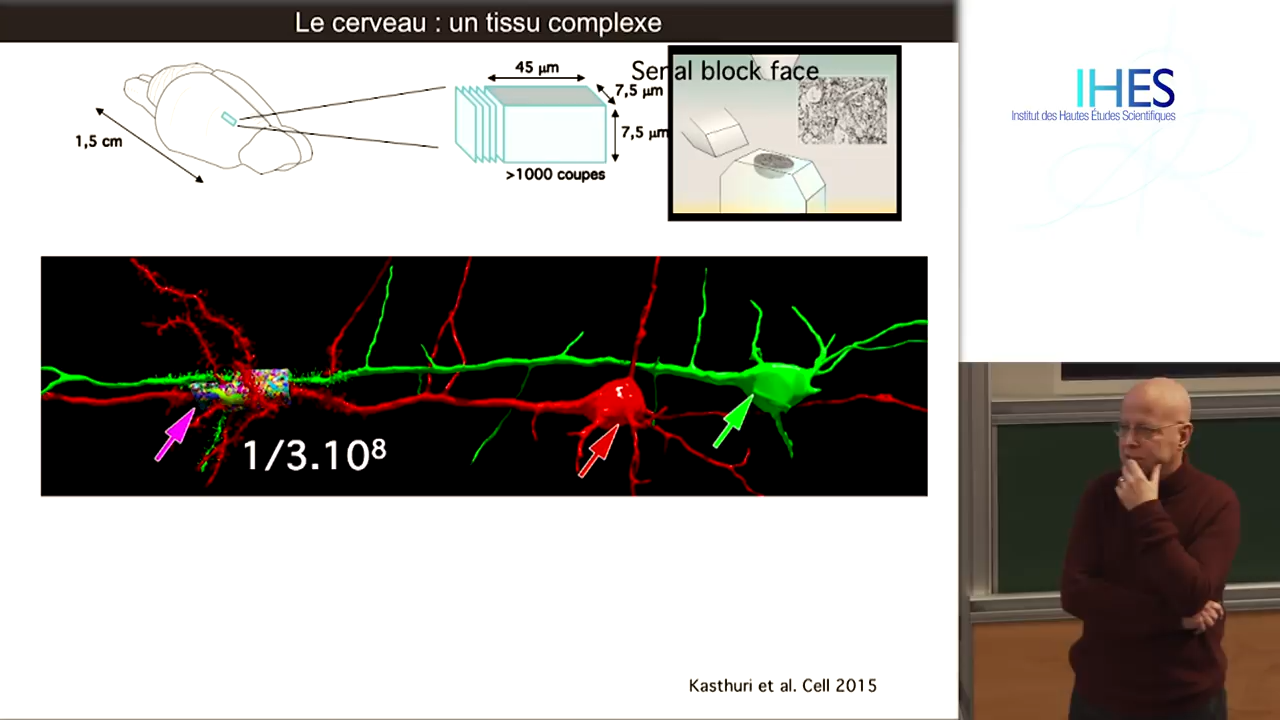 Le cerveau : un tissu complexe
IHES
Institut des Hautes Études Scientifiques
45 µm
Serial block face
7,5 µm
7,5 µm
1,5 cm
>1000 coupes
1/3.10⁸
Kasthuri et al. Cell 2015